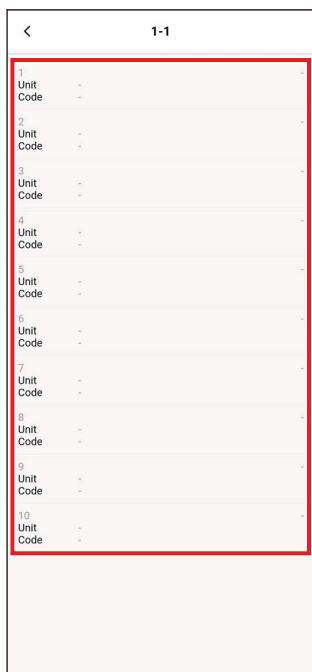 1-1
1 -
Unit -
Code -
2 -
Unit -
Code -
3 -
Unit -
Code -
4 -
Unit -
Code -
5 -
Unit -
Code -
6 -
Unit -
Code -
7 -
Unit -
Code -
8 -
Unit -
Code -
9 -
Unit -
Code -
10 -
Unit -
Code -